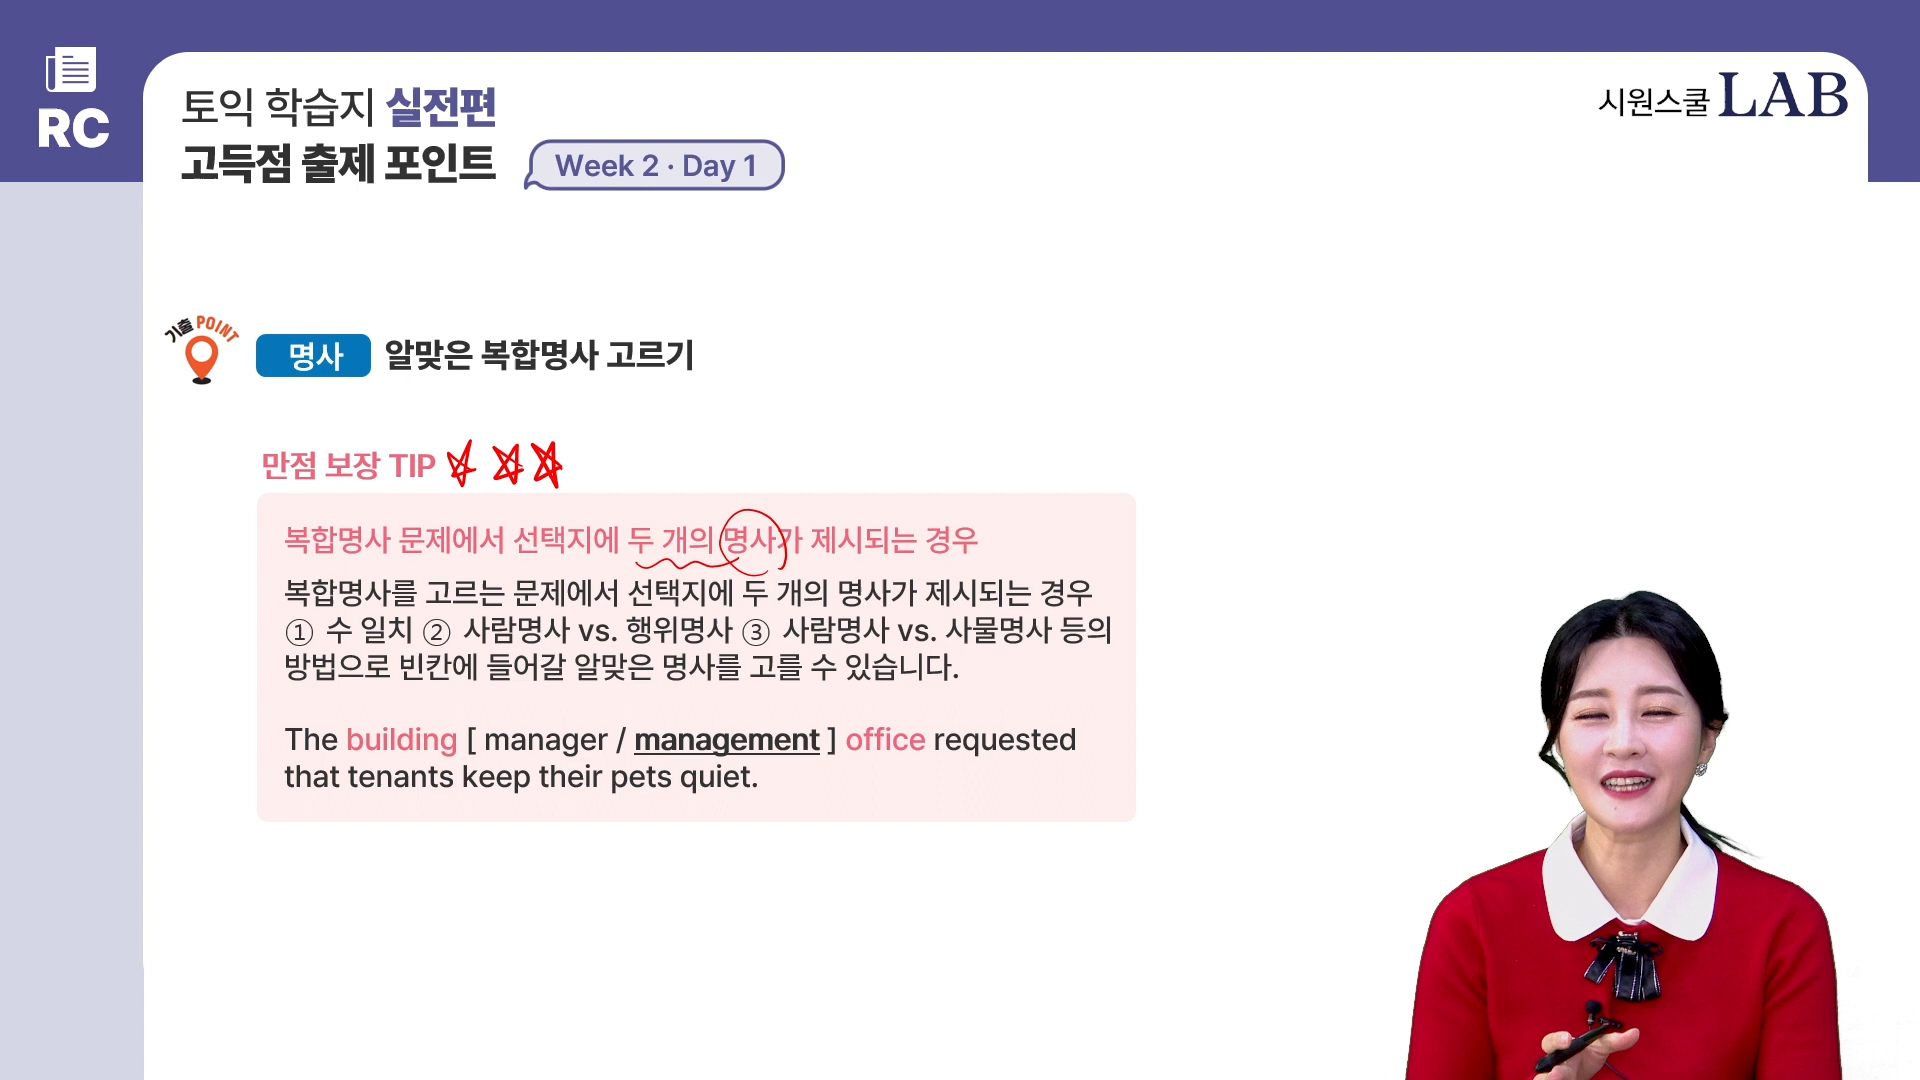 RC
토익 학습지 실전편
고득점 출제 포인트
Week 2 · Day 1
시원스쿨 LAB
기출 POINT
명사 알맞은 복합명사 고르기
만점 보장 TIP
복합명사 문제에서 선택지에 두 개의 명사가 제시되는 경우
복합명사를 고르는 문제에서 선택지에 두 개의 명사가 제시되는 경우
① 수 일치 ② 사람명사 vs. 행위명사 ③ 사람명사 vs. 사물명사 등의
방법으로 빈칸에 들어갈 알맞은 명사를 고를 수 있습니다.
The building [ manager / management ] office requested
that tenants keep their pets quiet.